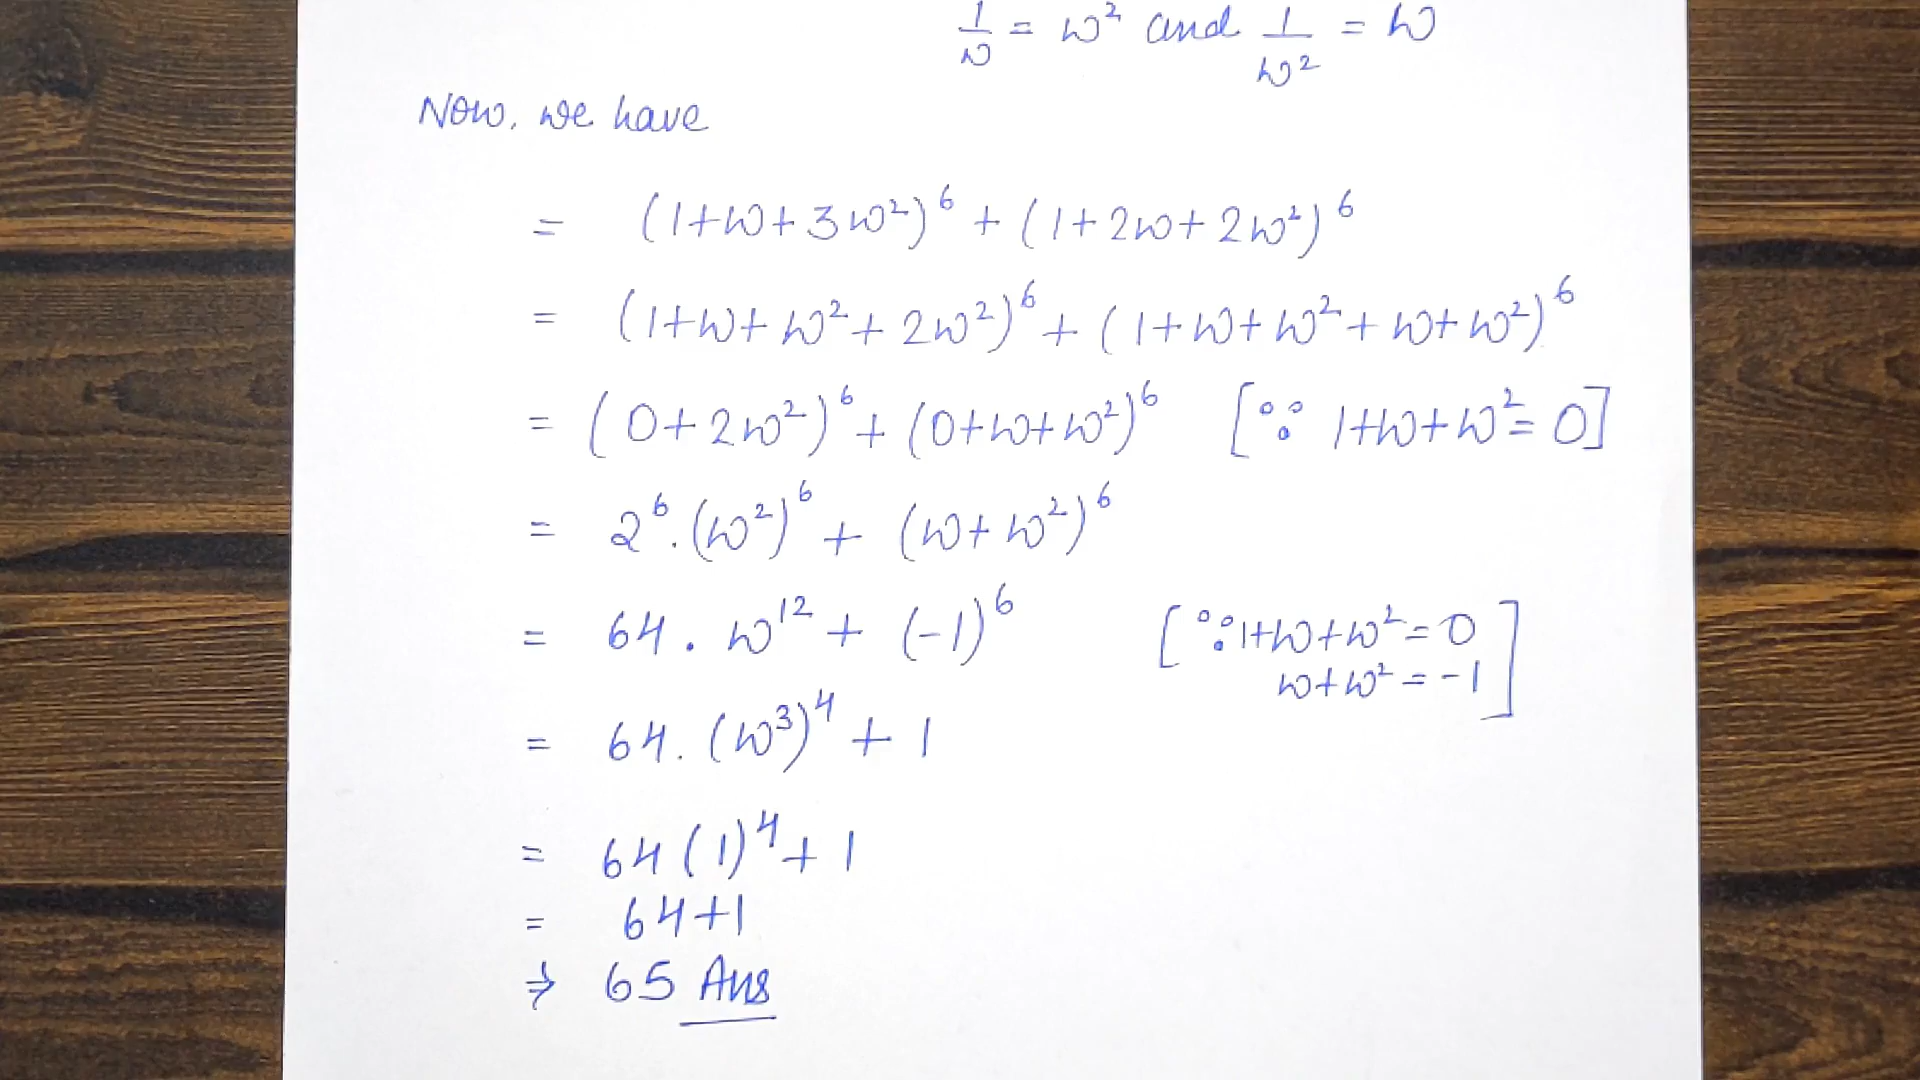 1/ω = ω² and 1/ω² = ω
Now, we have
= (1+ω+3ω²)⁶ + (1+2ω+2ω²)⁶
= (1+ω+ω²+2ω²)⁶ + (1+ω+ω²+ω+ω²)⁶
= (0+2ω²)⁶ + (0+ω+ω²)⁶ [∵ 1+ω+ω²=0]
= 2⁶.(ω²)⁶ + (ω+ω²)⁶
= 64. ω¹² + (-1)⁶ [∵1+ω+ω²=0
ω+ω²=-1]
= 64. (ω³)⁴ + 1
= 64(1)⁴+1
= 64+1
⇒ 65 Ans